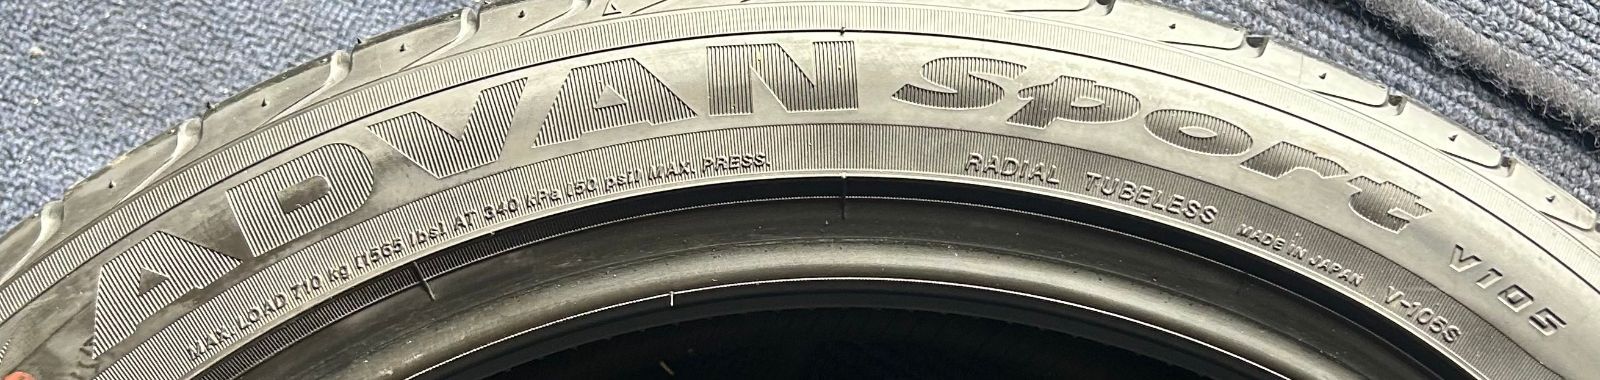 ADVAN Sport V105
MAX. LOAD 710 kg (1565 lbs) AT 340 kPa (50 psi) MAX. PRESS.
RADIAL TUBELESS MADE IN JAPAN V-105S